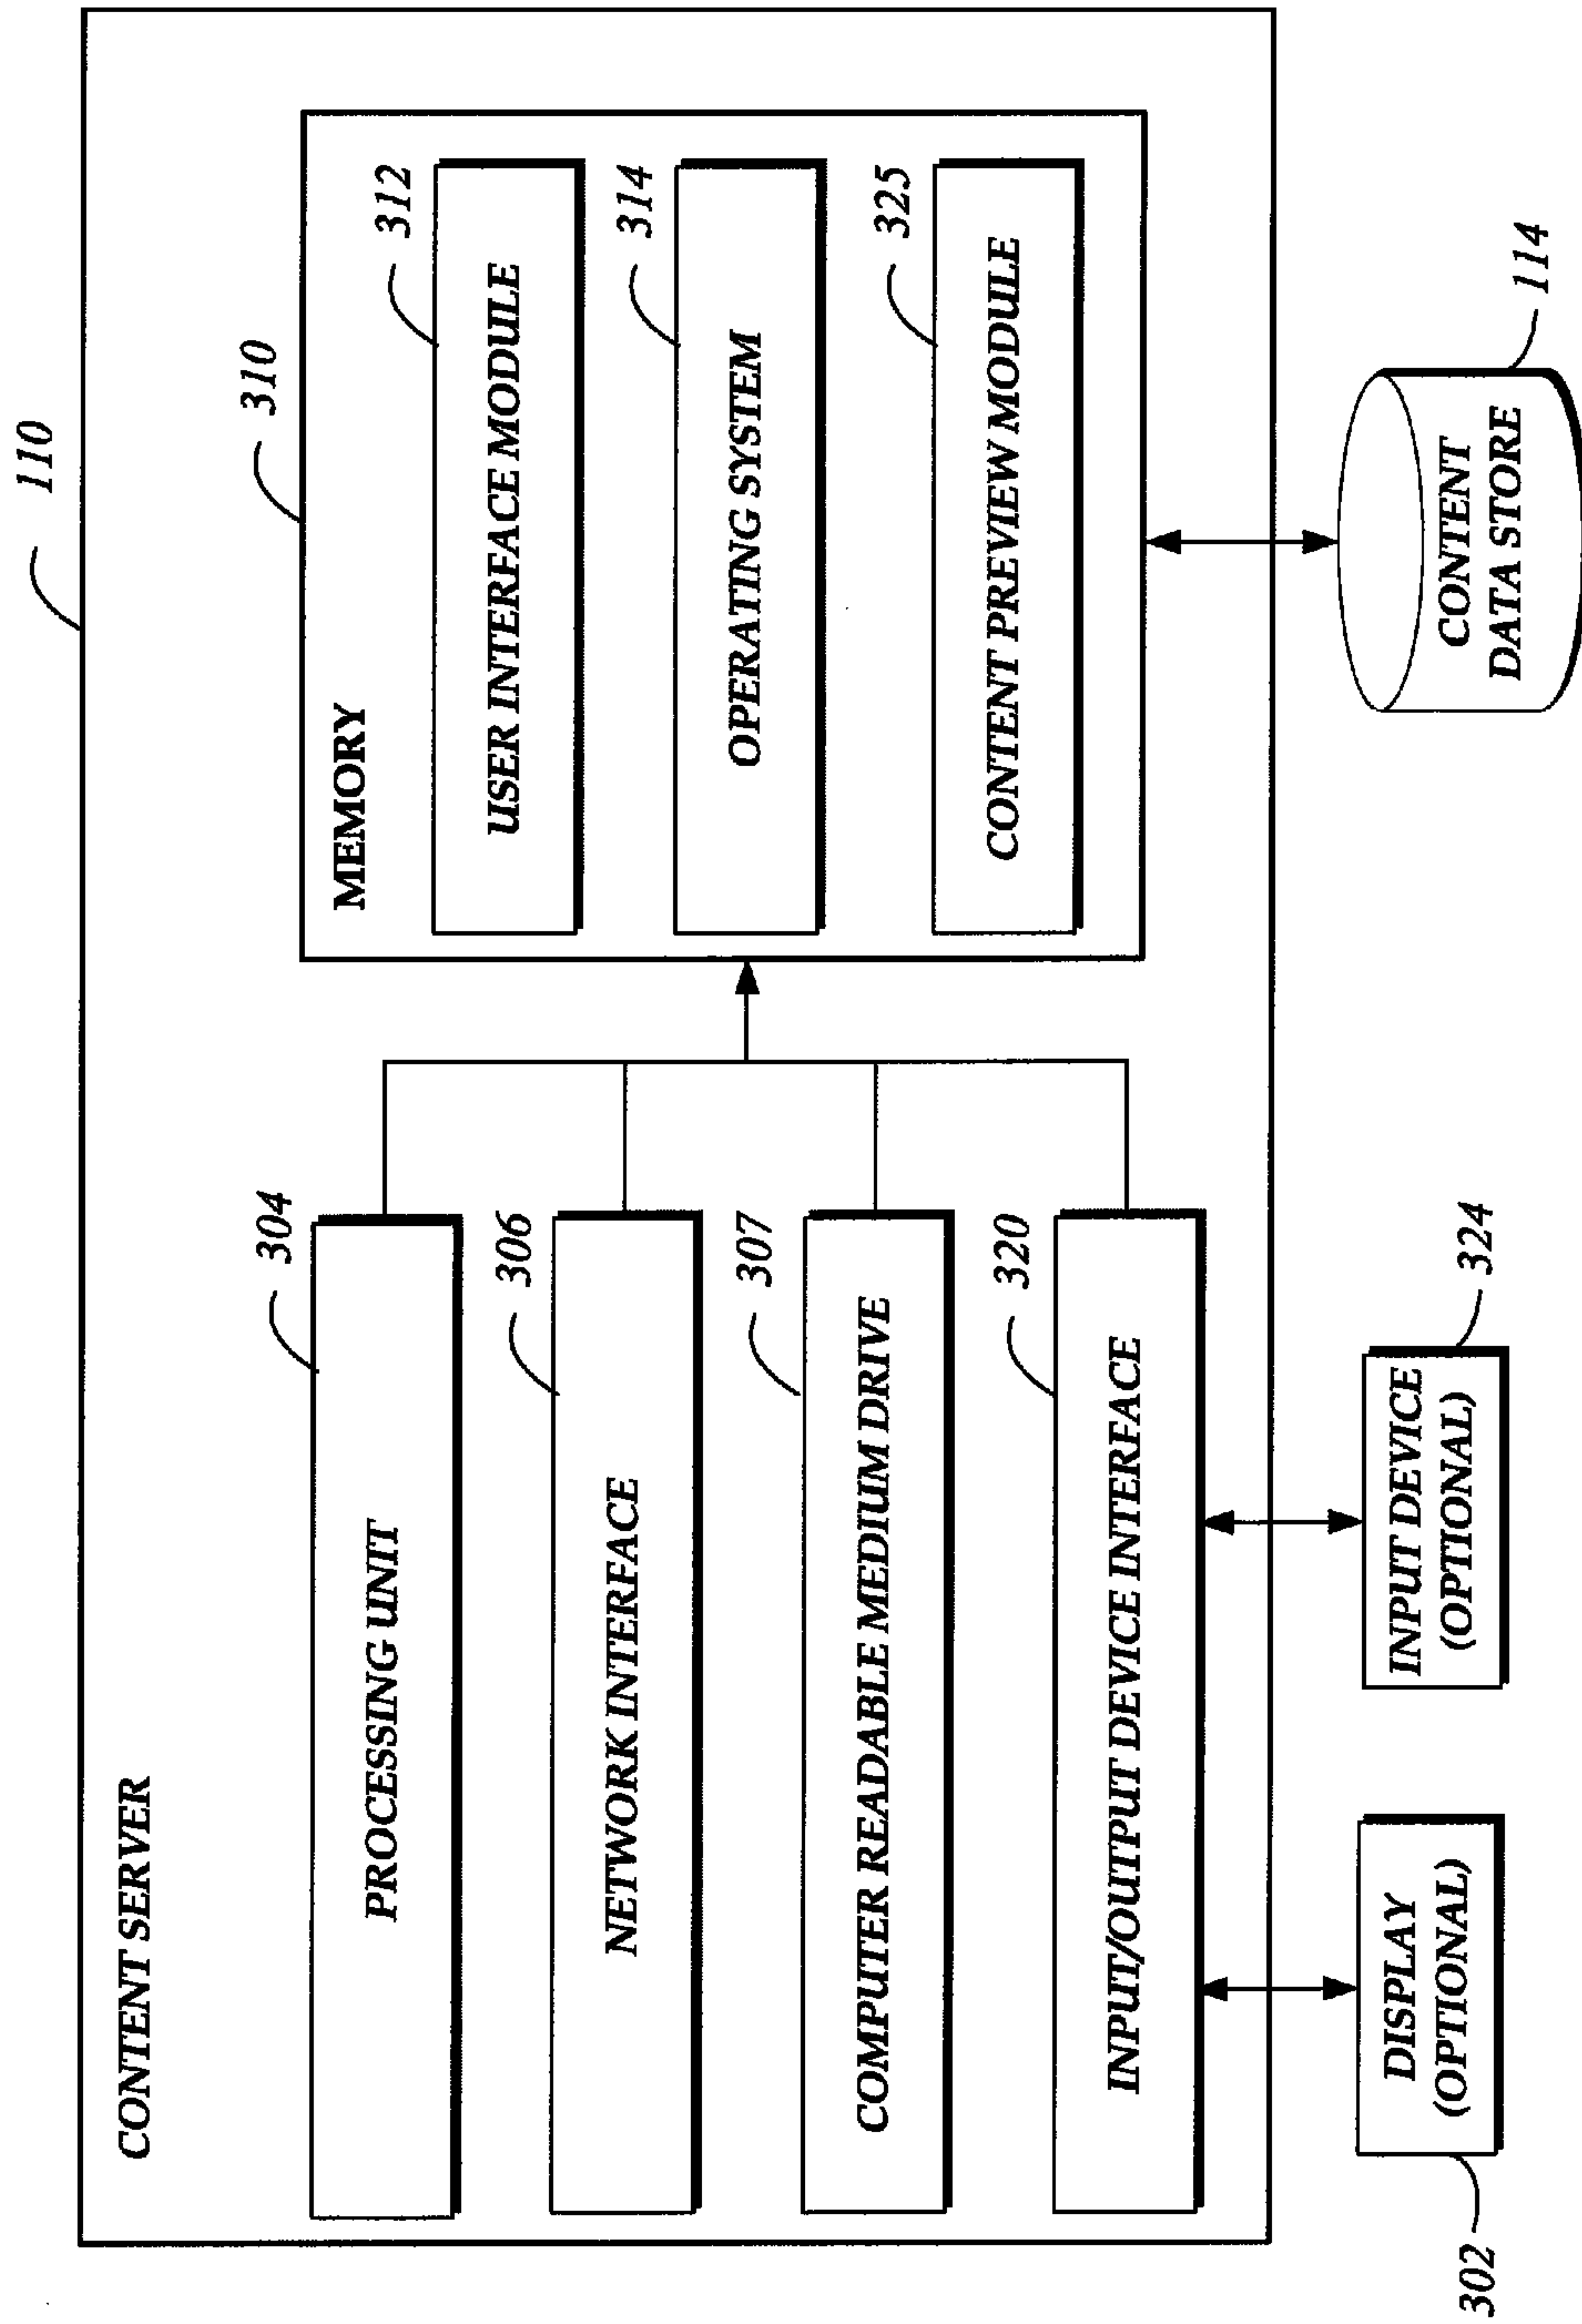 110
CONTENT SERVER
310
304
MEMORY
PROCESSING UNIT
312
USER INTERFACE MODULE
306
NETWORK INTERFACE
314
OPERATING SYSTEM
307
COMPUTER READABLE MEDIUM DRIVE
325
CONTENT PREVIEW MODULE
320
INPUT/OUTPUT DEVICE INTERFACE
302
DISPLAY
(OPTIONAL)
INPUT DEVICE
(OPTIONAL)
324
CONTENT
DATA STORE
114